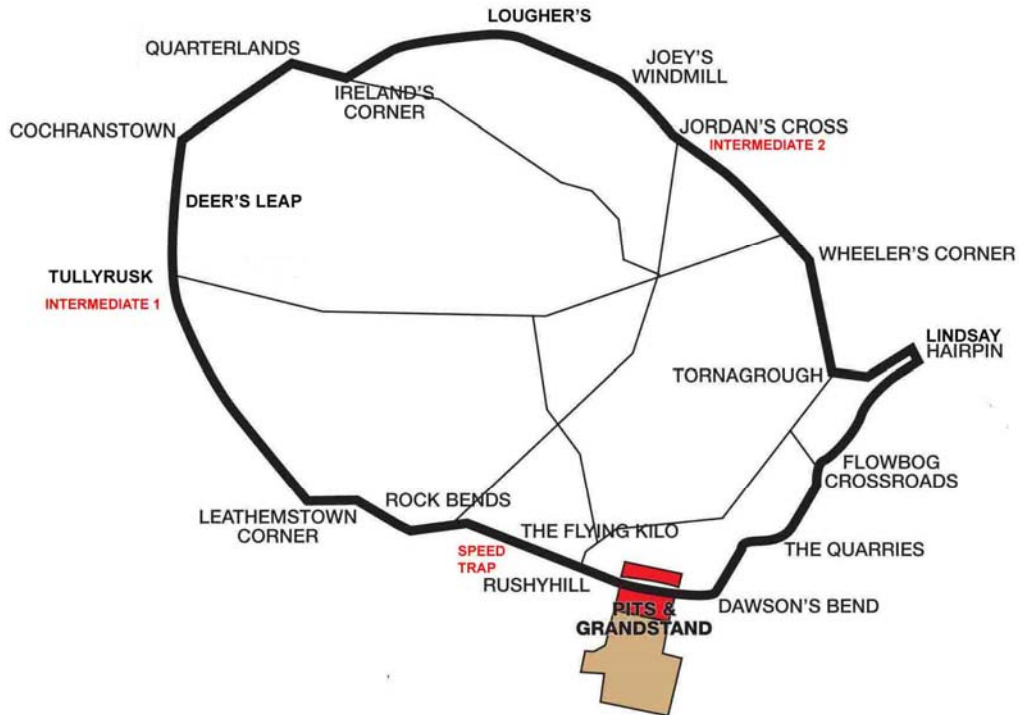 LOUGHER'S
QUARTERLANDS
JOEY'S
WINDMILL
IRELAND'S
CORNER
COCHRANSTOWN
JORDAN'S CROSS
INTERMEDIATE 2
DEER'S LEAP
WHEELER'S CORNER
TULLYRUSK
INTERMEDIATE 1
LINDSAY
HAIRPIN
TORNAGROUGH
FLOWBOG
CROSSROADS
ROCK BENDS
LEATHEMSTOWN
CORNER
THE FLYING KILO
SPEED
TRAP
THE QUARRIES
RUSHYHILL
DAWSON'S BEND
PITS &
GRANDSTAND